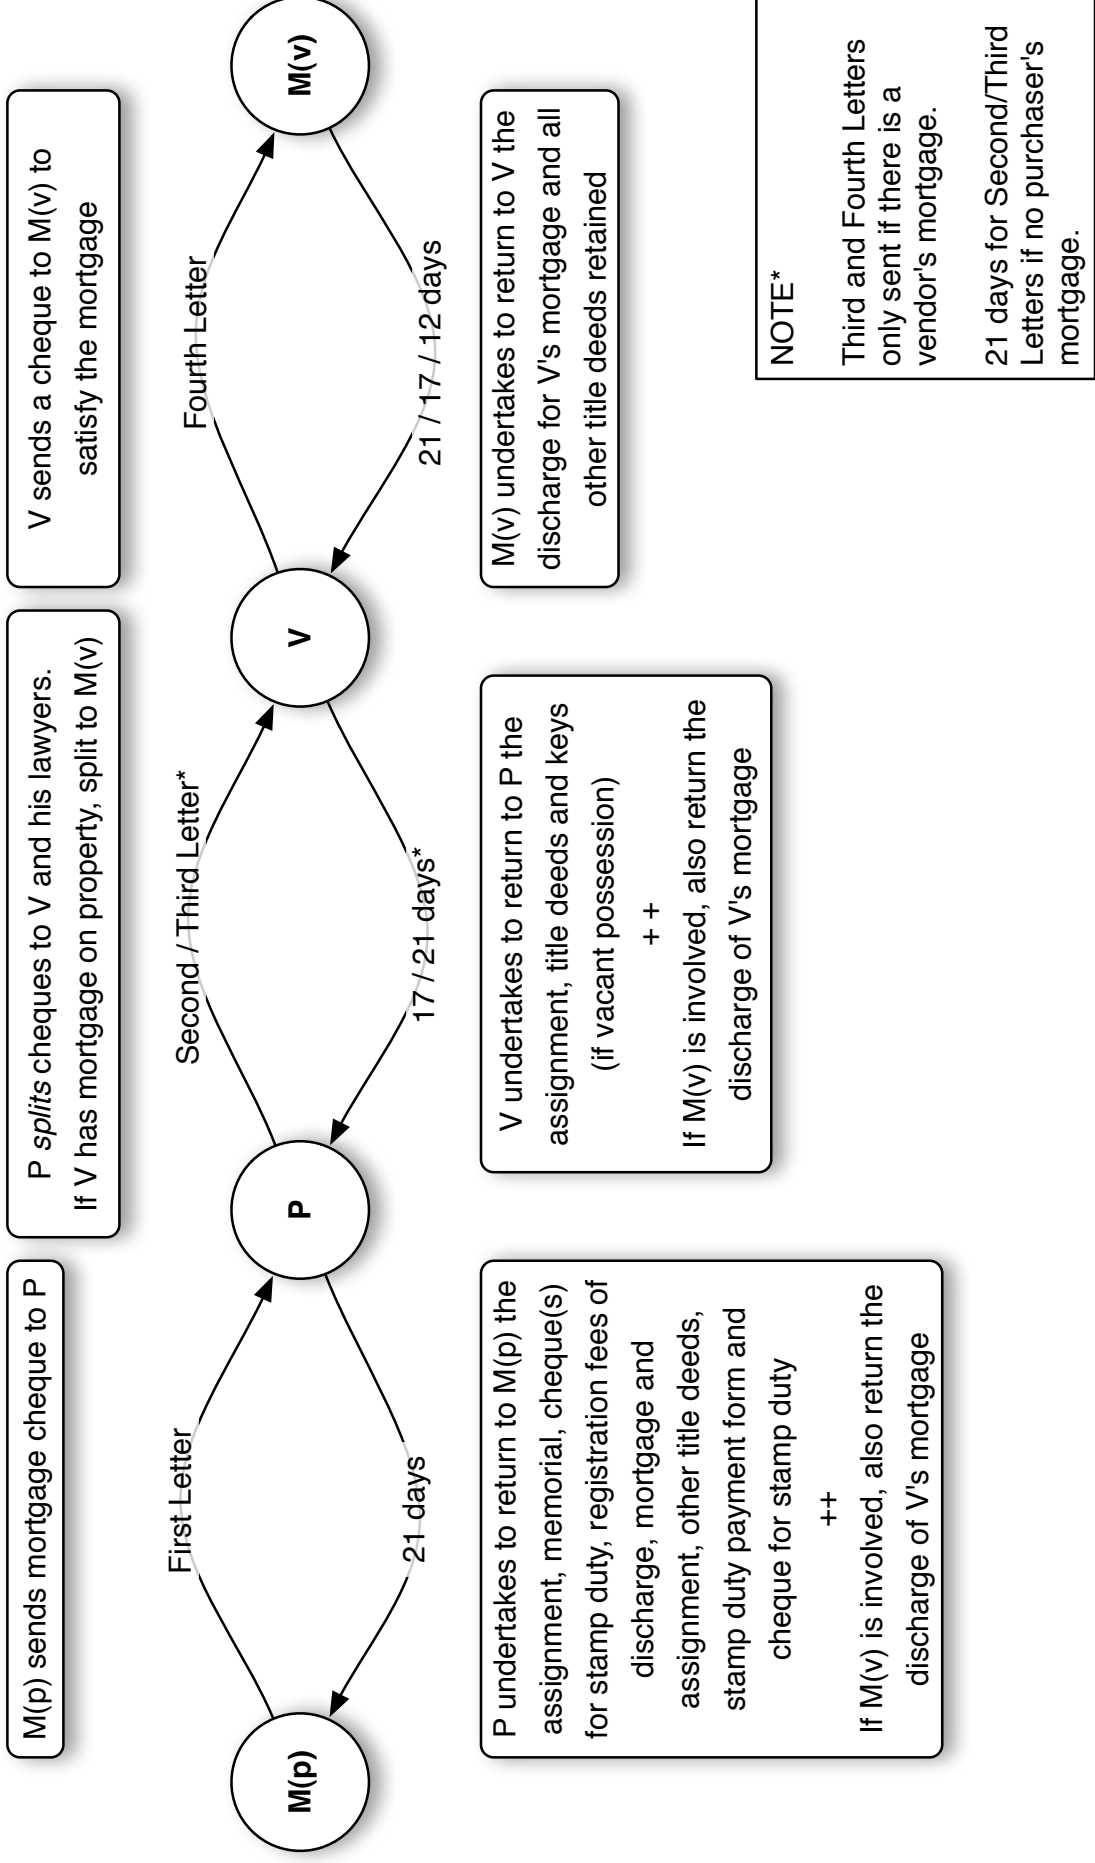 M(p) sends mortgage cheque to P
P splits cheques to V and his lawyers.
If V has mortgage on property, split to M(v)
V sends a cheque to M(v) to
satisfy the mortgage
First Letter
Second / Third Letter*
Fourth Letter
M(p)
P
V
M(v)
21 days
17 / 21 days*
21 / 17 / 12 days
P undertakes to return to M(p) the
assignment, memorial, cheque(s)
for stamp duty, registration fees of
discharge, mortgage and
assignment, other title deeds,
stamp duty payment form and
cheque for stamp duty
++
If M(v) is involved, also return the
discharge of V's mortgage
V undertakes to return to P the
assignment, title deeds and keys
(if vacant possession)
+ +
If M(v) is involved, also return the
discharge of V's mortgage
M(v) undertakes to return to V the
discharge for V's mortgage and all
other title deeds retained
NOTE*
Third and Fourth Letters
only sent if there is a
vendor's mortgage.
21 days for Second/Third
Letters if no purchaser's
mortgage.